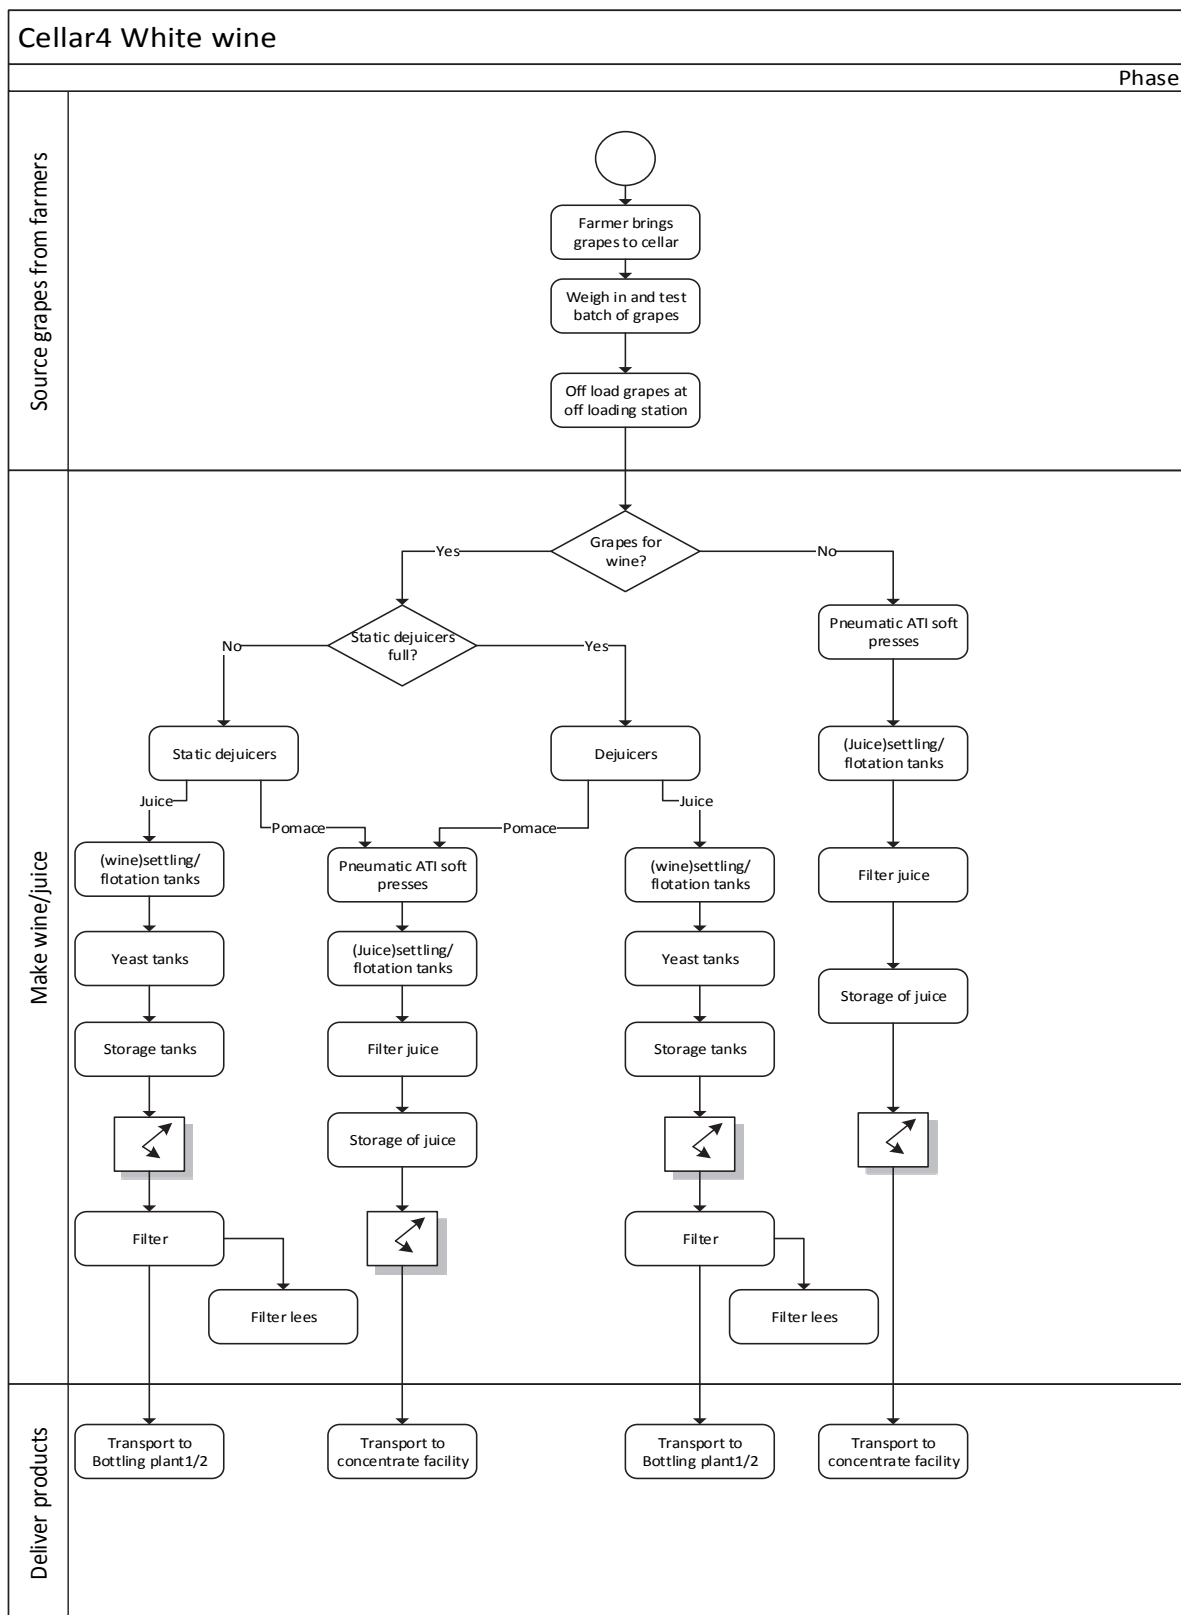 Cellar4 White wine
Phase
Source grapes from farmers
Farmer brings
grapes to cellar
Weigh in and test
batch of grapes
Off load grapes at
off loading station
Make wine/juice
Grapes for
wine?
Yes
No
Static dejuicers
full?
No
Yes
Pneumatic ATI soft
presses
Static dejuicers
Dejuicers
(Juice)settling/
flotation tanks
Juice
Pomace
Pomace
Juice
(wine)settling/
flotation tanks
Pneumatic ATI soft
presses
(wine)settling/
flotation tanks
Filter juice
Yeast tanks
(Juice)settling/
flotation tanks
Yeast tanks
Storage of juice
Storage tanks
Filter juice
Storage tanks
Storage of juice
Filter
Filter
Filter lees
Filter lees
Deliver products
Transport to
Bottling plant1/2
Transport to
concentrate facility
Transport to
Bottling plant1/2
Transport to
concentrate facility